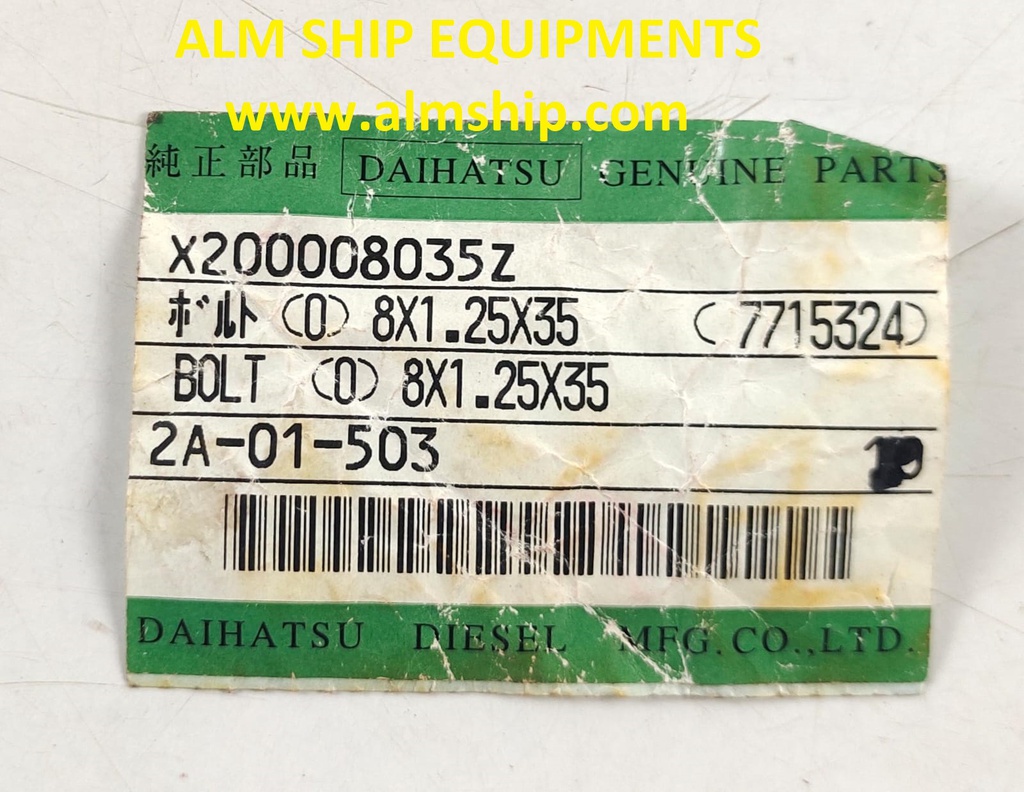 ALM SHIP EQUIPMENTS
www.almship.com
純正部品 DAIHATSU GENUINE PARTS
X200008035Z
ﾎﾞﾙﾄ (0) 8X1.25X35 (7715324)
BOLT (0) 8X1.25X35
2A-01-503
DAIHATSU DIESEL MFG.CO.,LTD.